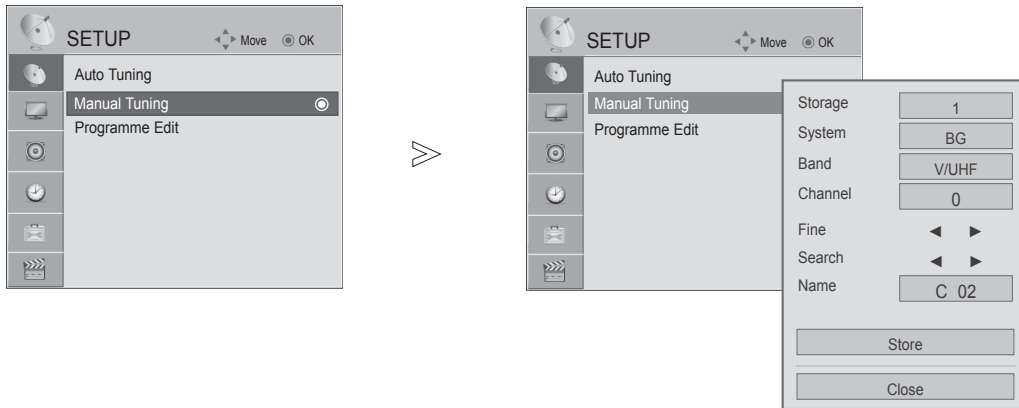 SETUP Move OK
Auto Tuning
Manual Tuning
Programme Edit
SETUP Move OK
Auto Tuning
Manual Tuning
Programme Edit
Storage 1
System BG
Band V/UHF
Channel 0
Fine ◄ ►
Search ◄ ►
Name C 02
Store
Close